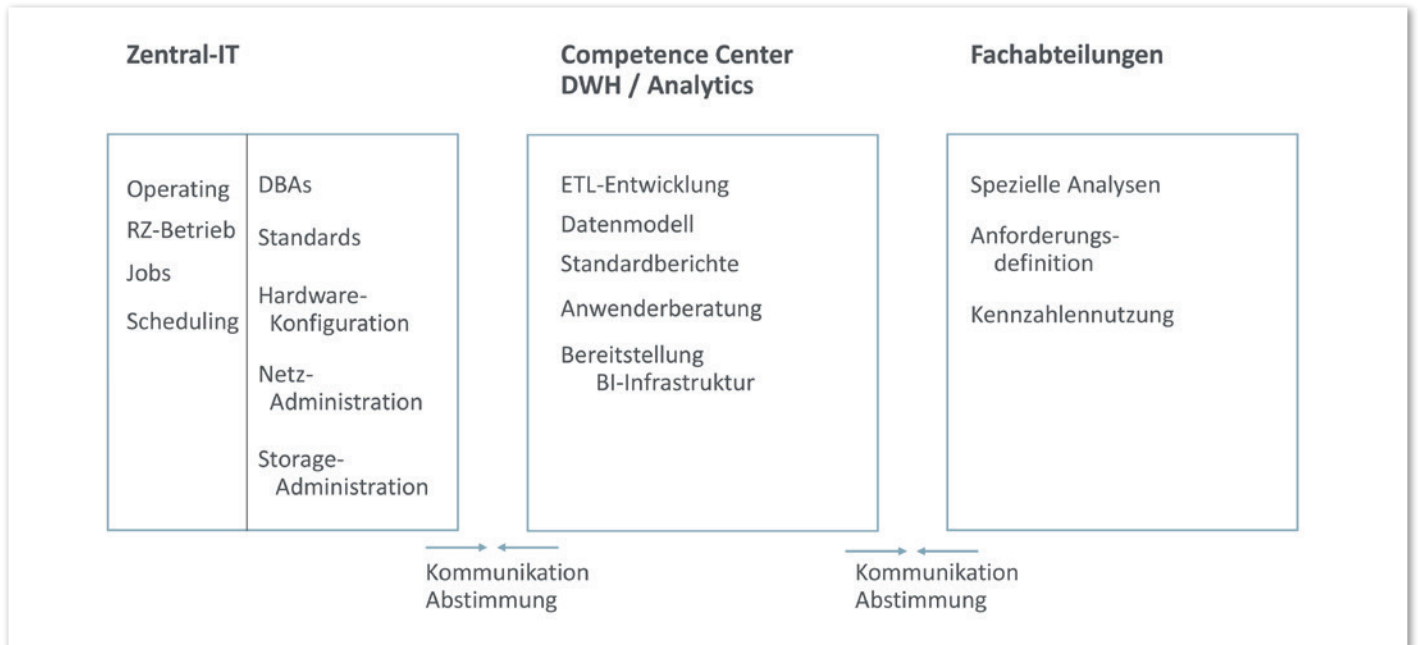 Zentral-IT
Operating
RZ-Betrieb
Jobs
Scheduling
DBAs
Standards
Hardware-
Konfiguration
Netz-
Administration
Storage-
Administration
Competence Center
DWH / Analytics
ETL-Entwicklung
Datenmodell
Standardberichte
Anwenderberatung
Bereitstellung
BI-Infrastruktur
Fachabteilungen
Spezielle Analysen
Anforderungs-
definition
Kennzahlennutzung
Kommunikation
Abstimmung
Kommunikation
Abstimmung